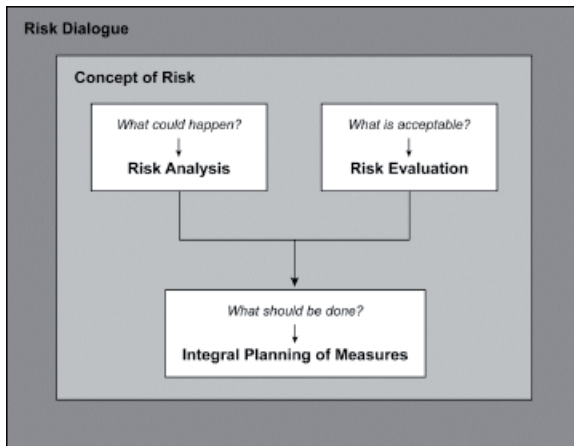 Risk Dialogue
Concept of Risk
What could happen?
Risk Analysis
What is acceptable?
Risk Evaluation
What should be done?
Integral Planning of Measures